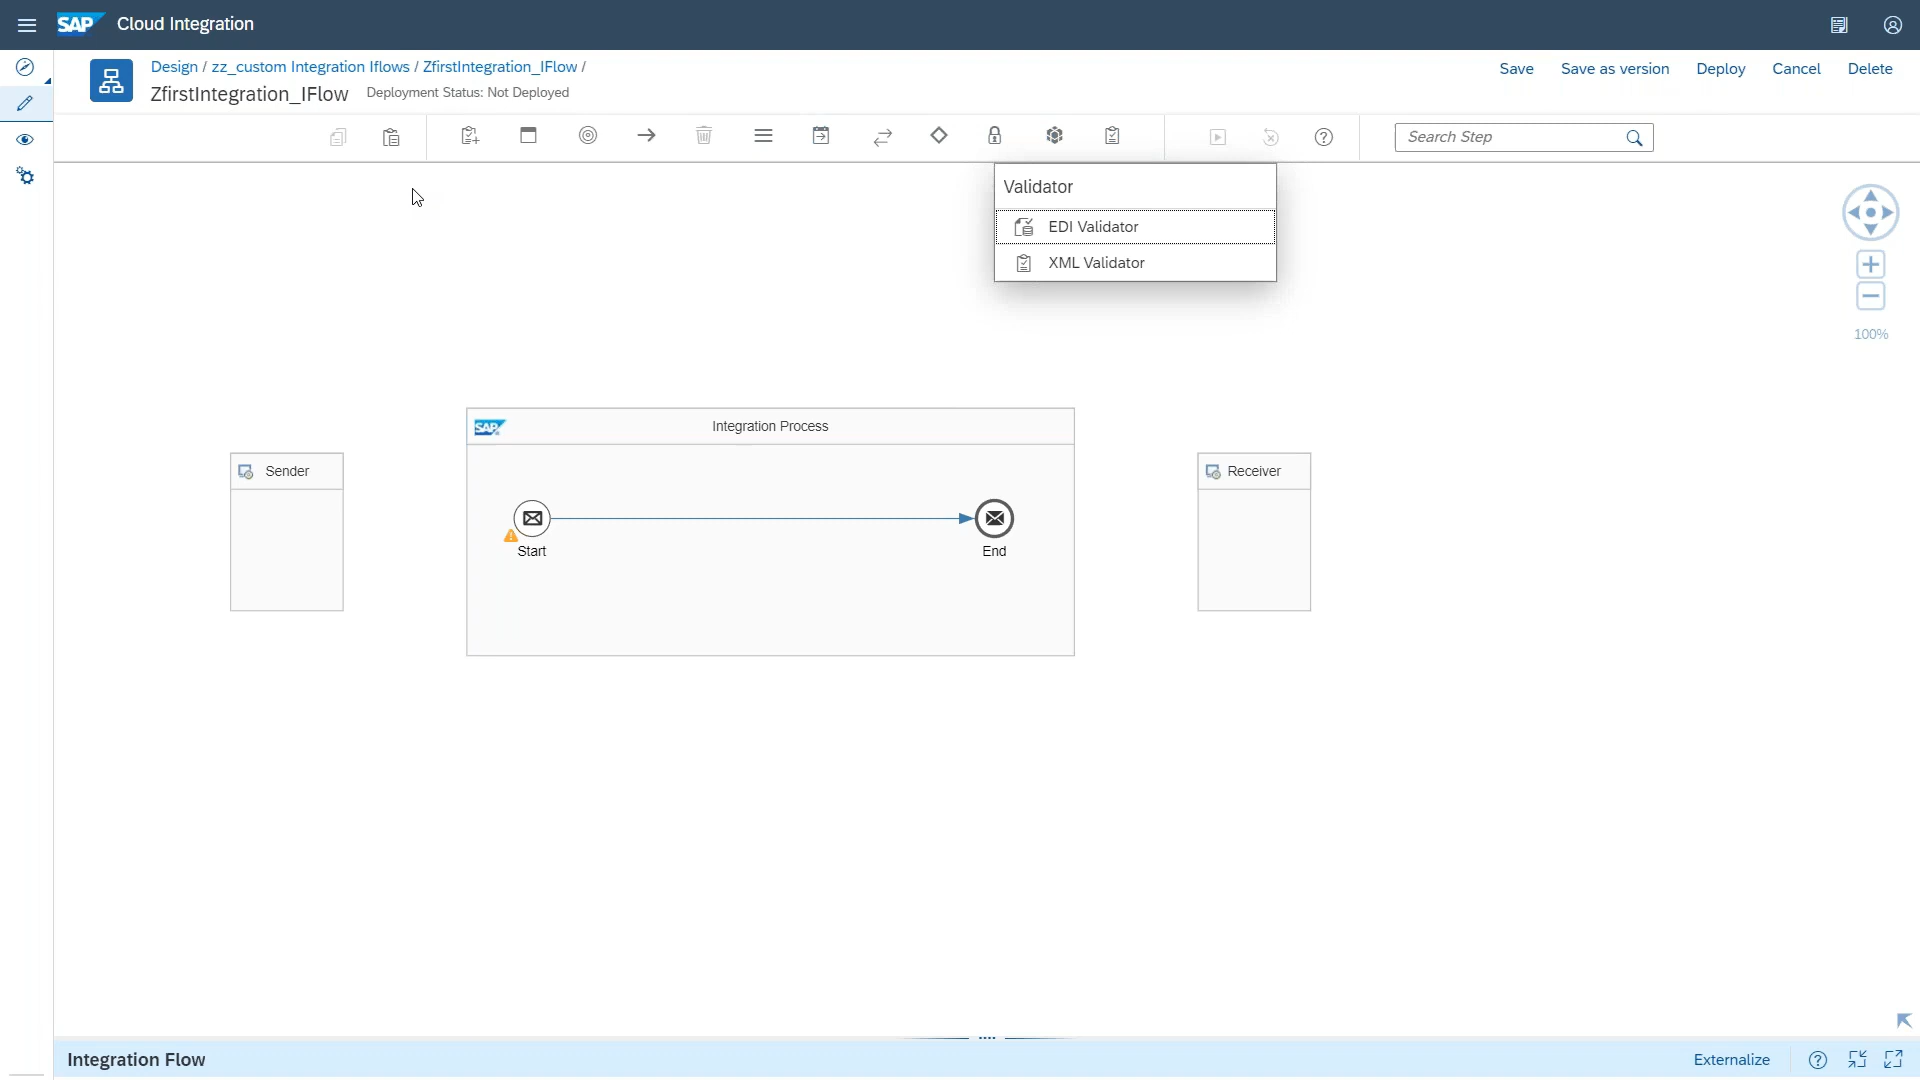 SAP Cloud Integration
Design / zz_custom Integration Iflows / ZfirstIntegration_IFlow /
ZfirstIntegration_IFlow Deployment Status: Not Deployed
Save Save as version Deploy Cancel Delete
Search Step
Validator
EDI Validator
XML Validator
100%
SAP Integration Process
Sender
Receiver
Start
End
Integration Flow
Externalize